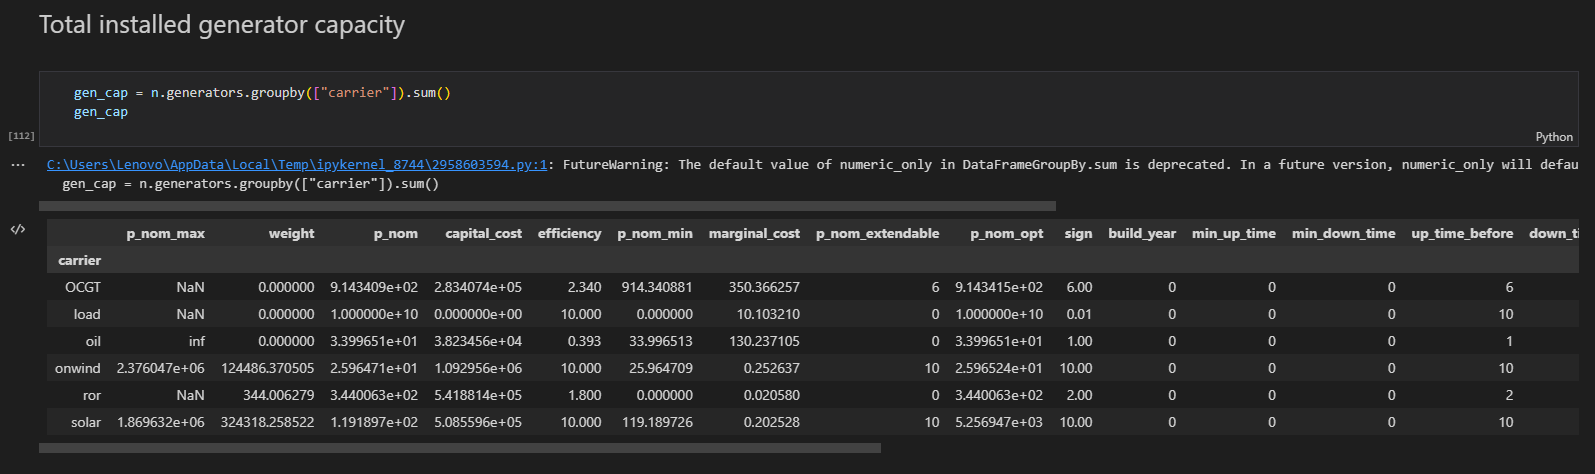 Total installed generator capacity
gen_cap = n.generators.groupby(["carrier"]).sum()
gen_cap
[112]
Python
... C:\Users\Lenovo\AppData\Local\Temp\ipykernel_8744\2958603594.py:1: FutureWarning: The default value of numeric_only in DataFrameGroupBy.sum is deprecated. In a future version, numeric_only will defau
gen_cap = n.generators.groupby(["carrier"]).sum()
</> p_nom_max weight p_nom capital_cost efficiency p_nom_min marginal_cost p_nom_extendable p_nom_opt sign build_year min_up_time min_down_time up_time_before down_ti
carrier
OCGT NaN 0.000000 9.143409e+02 2.834074e+05 2.340 914.340881 350.366257 6 9.143415e+02 6.00 0 0 0 6
load NaN 0.000000 1.000000e+10 0.000000e+00 10.000 0.000000 10.103210 0 1.000000e+10 0.01 0 0 0 10
oil inf 0.000000 3.399651e+01 3.823456e+04 0.393 33.996513 130.237105 0 3.399651e+01 1.00 0 0 0 1
onwind 2.376047e+06 124486.370505 2.596471e+01 1.092956e+06 10.000 25.964709 0.252637 10 2.596524e+01 10.00 0 0 0 10
ror NaN 344.006279 3.440063e+02 5.418814e+05 1.800 0.000000 0.020580 0 3.440063e+02 2.00 0 0 0 2
solar 1.869632e+06 324318.258522 1.191897e+02 5.085596e+05 10.000 119.189726 0.202528 10 5.256947e+03 10.00 0 0 0 10